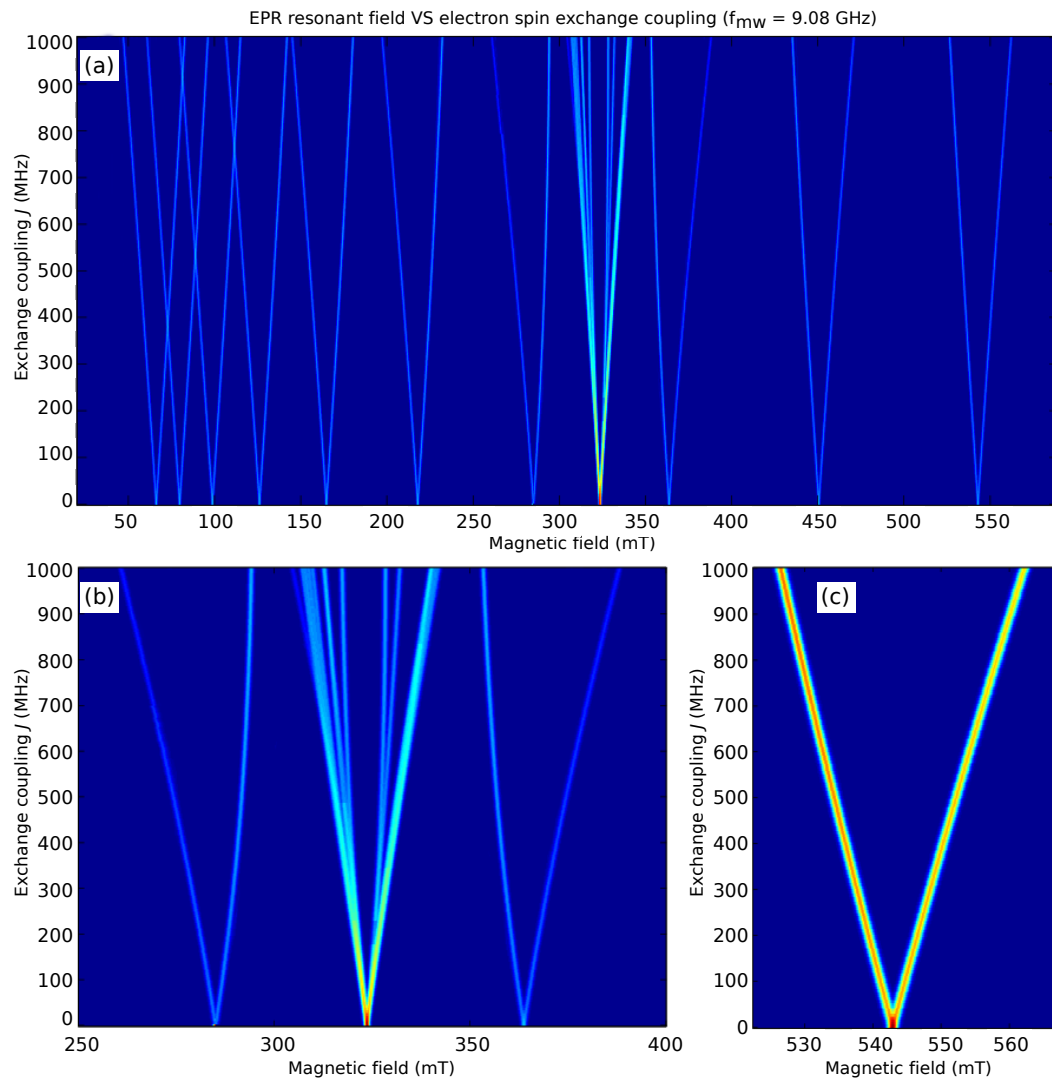 EPR resonant field VS electron spin exchange coupling (fmw = 9.08 GHz)
(a)
Exchange coupling J (MHz)
1000
900
800
700
600
500
400
300
200
100
0
50 100 150 200 250 300 350 400 450 500 550
Magnetic field (mT)
(b)
Exchange coupling J (MHz)
1000
900
800
700
600
500
400
300
200
100
0
250 300 350 400
Magnetic field (mT)
(c)
Exchange coupling J (MHz)
1000
900
800
700
600
500
400
300
200
100
0
530 540 550 560
Magnetic field (mT)